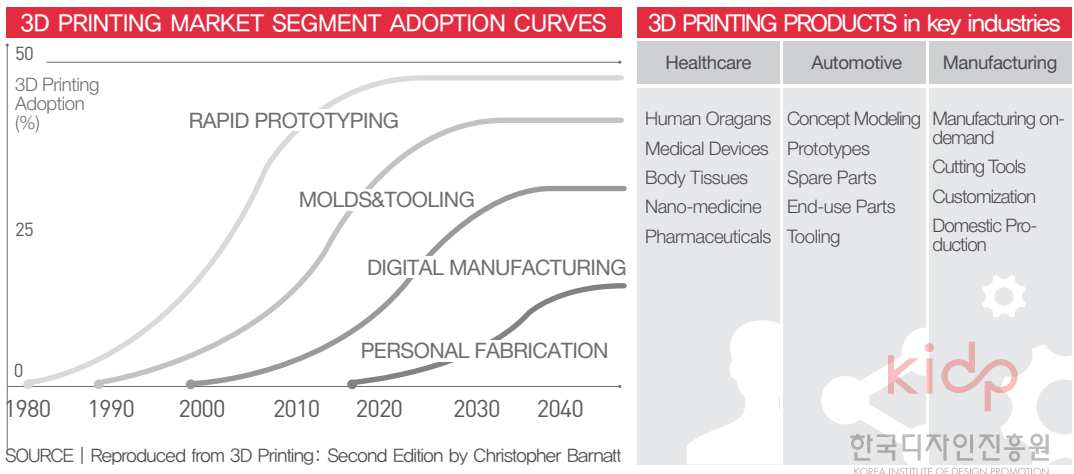 3D PRINTING MARKET SEGMENT ADOPTION CURVES
50
3D Printing
Adoption
(%)
RAPID PROTOTYPING
MOLDS&TOOLING
25
DIGITAL MANUFACTURING
PERSONAL FABRICATION
0
1980 1990 2000 2010 2020 2030 2040
SOURCE | Reproduced from 3D Printing: Second Edition by Christopher Barnatt
3D PRINTING PRODUCTS in key industries
Healthcare Automotive Manufacturing
Human Oragans
Medical Devices
Body Tissues
Nano-medicine
Pharmaceuticals
Concept Modeling
Prototypes
Spare Parts
End-use Parts
Tooling
Manufacturing on-
demand
Cutting Tools
Customization
Domestic Pro-
duction
kidp
한국디자인진흥원
KOREA INSTITUTE OF DESIGN PROMOTION